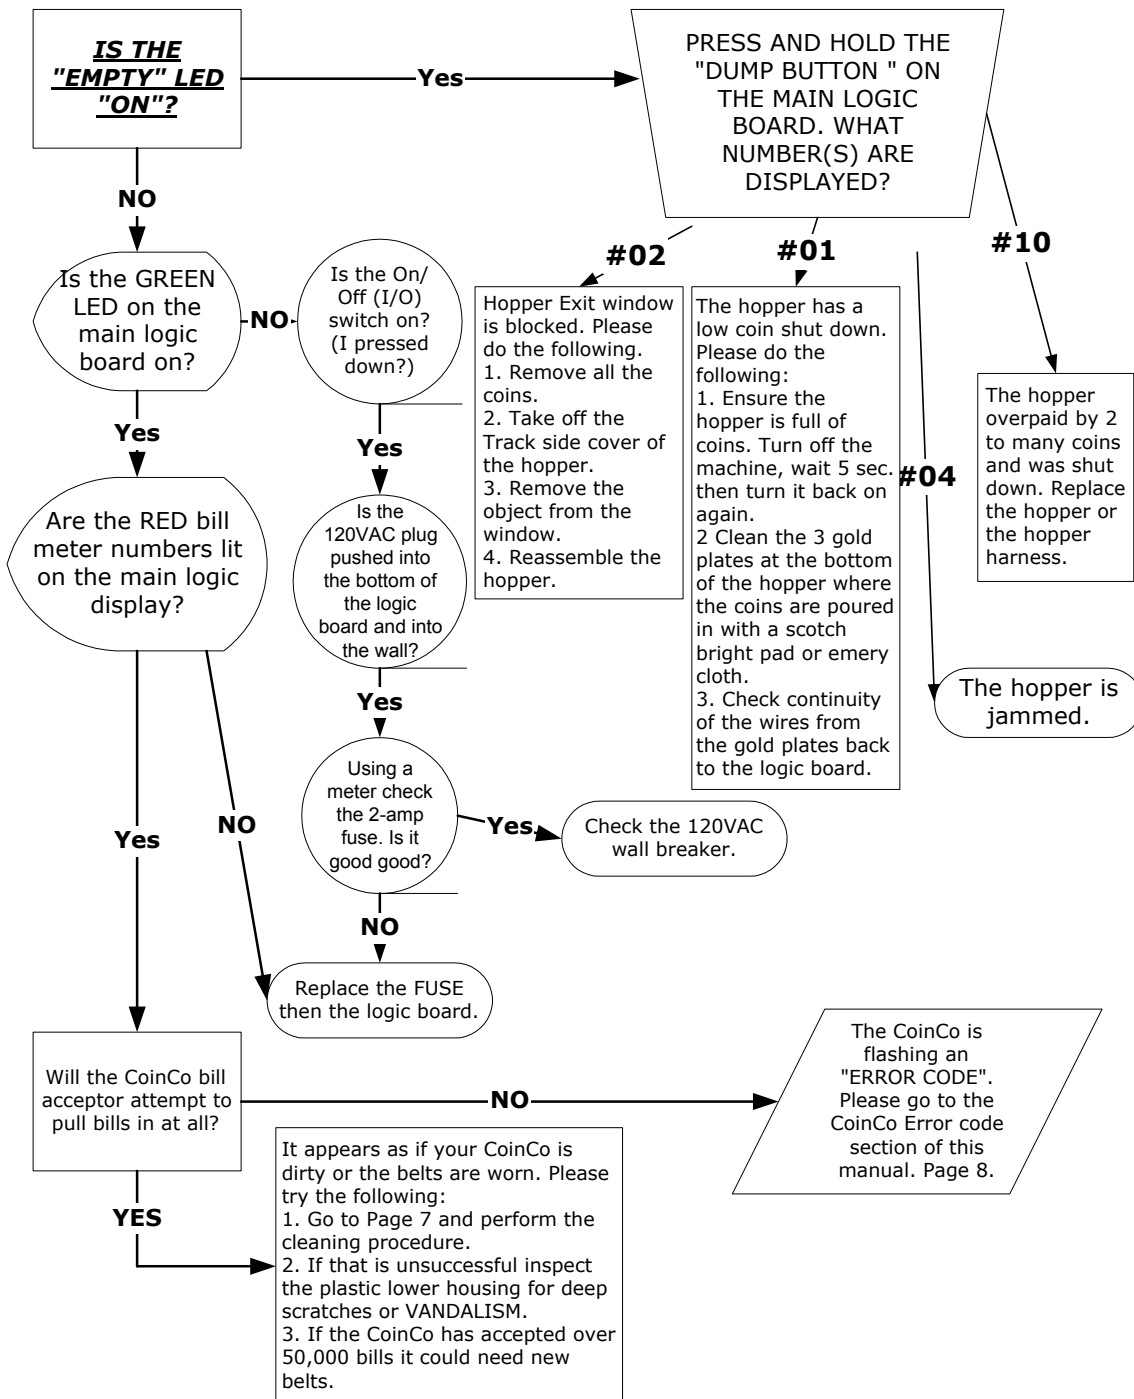 IS THE
"EMPTY" LED
"ON"?
Yes
PRESS AND HOLD THE
"DUMP BUTTON " ON
THE MAIN LOGIC
BOARD. WHAT
NUMBER(S) ARE
DISPLAYED?
NO
#02
#01
#10
#04
Is the GREEN
LED on the
main logic
board on?
NO
Is the On/
Off (I/O)
switch on?
(I pressed
down?)
Hopper Exit window
is blocked. Please
do the following.
1. Remove all the
coins.
2. Take off the
Track side cover of
the hopper.
3. Remove the
object from the
window.
4. Reassemble the
hopper.
The hopper has a
low coin shut down.
Please do the
following:
1. Ensure the
hopper is full of
coins. Turn off the
machine, wait 5 sec.
then turn it back on
again.
2 Clean the 3 gold
plates at the bottom
of the hopper where
the coins are poured
in with a scotch
bright pad or emery
cloth.
3. Check continuity
of the wires from
the gold plates back
to the logic board.
The hopper
overpaid by 2
to many coins
and was shut
down. Replace
the hopper or
the hopper
harness.
The hopper is
jammed.
Yes
Yes
Are the RED bill
meter numbers lit
on the main logic
display?
Is the
120VAC plug
pushed into
the bottom of
the logic
board and into
the wall?
Yes
Using a
meter check
the 2-amp
fuse. Is it
good good?
Yes
Check the 120VAC
wall breaker.
Yes
NO
NO
Replace the FUSE
then the logic board.
Will the CoinCo bill
acceptor attempt to
pull bills in at all?
NO
The CoinCo is
flashing an
"ERROR CODE".
Please go to the
CoinCo Error code
section of this
manual. Page 8.
YES
It appears as if your CoinCo is
dirty or the belts are worn. Please
try the following:
1. Go to Page 7 and perform the
cleaning procedure.
2. If that is unsuccessful inspect
the plastic lower housing for deep
scratches or VANDALISM.
3. If the CoinCo has accepted over
50,000 bills it could need new
belts.